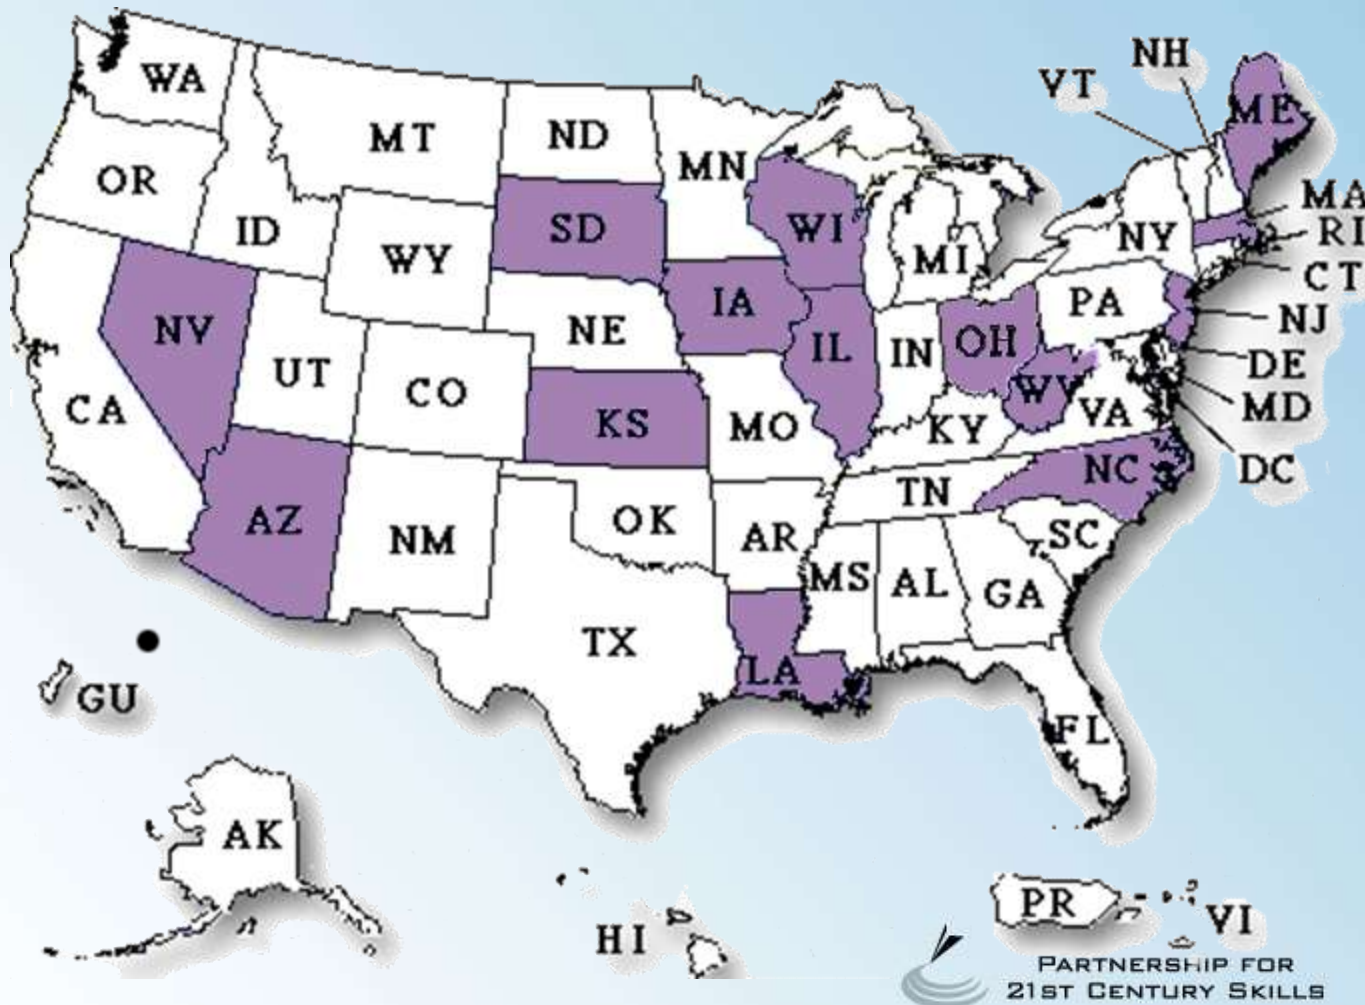 NH
VT
WA
ME
MT
ND
MN
OR
MA
ID
SD
WI
NY
RI
WY
MI
CT
IA
PA
NV
NE
NJ
IL
IN
OH
UT
DE
CO
WV
CA
KS
MO
KY
VA
MD
NC
DC
TN
AZ
NM
OK
AR
SC
MS
AL
GA
TX
LA
GU
FL
AK
PR
HI
VI
PARTNERSHIP FOR
21ST CENTURY SKILLS